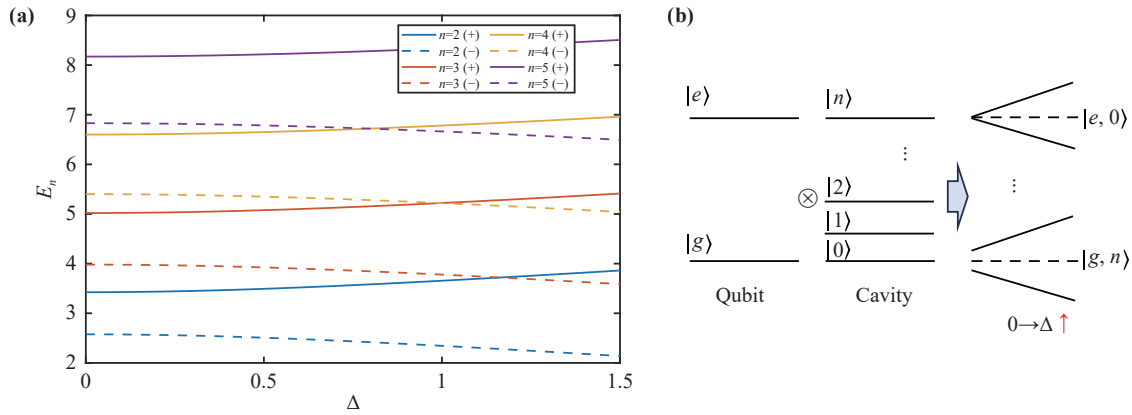 (a)
9
8
7
6
5
4
3
2
E_n
0
0.5
1
1.5
Δ
n=2 (+)
n=2 (−)
n=3 (+)
n=3 (−)
n=4 (+)
n=4 (−)
n=5 (+)
n=5 (−)
(b)
|e⟩
|g⟩
Qubit
⊗
|n⟩
⋮
|2⟩
|1⟩
|0⟩
Cavity
|e, 0⟩
⋮
|g, n⟩
0→Δ ↑